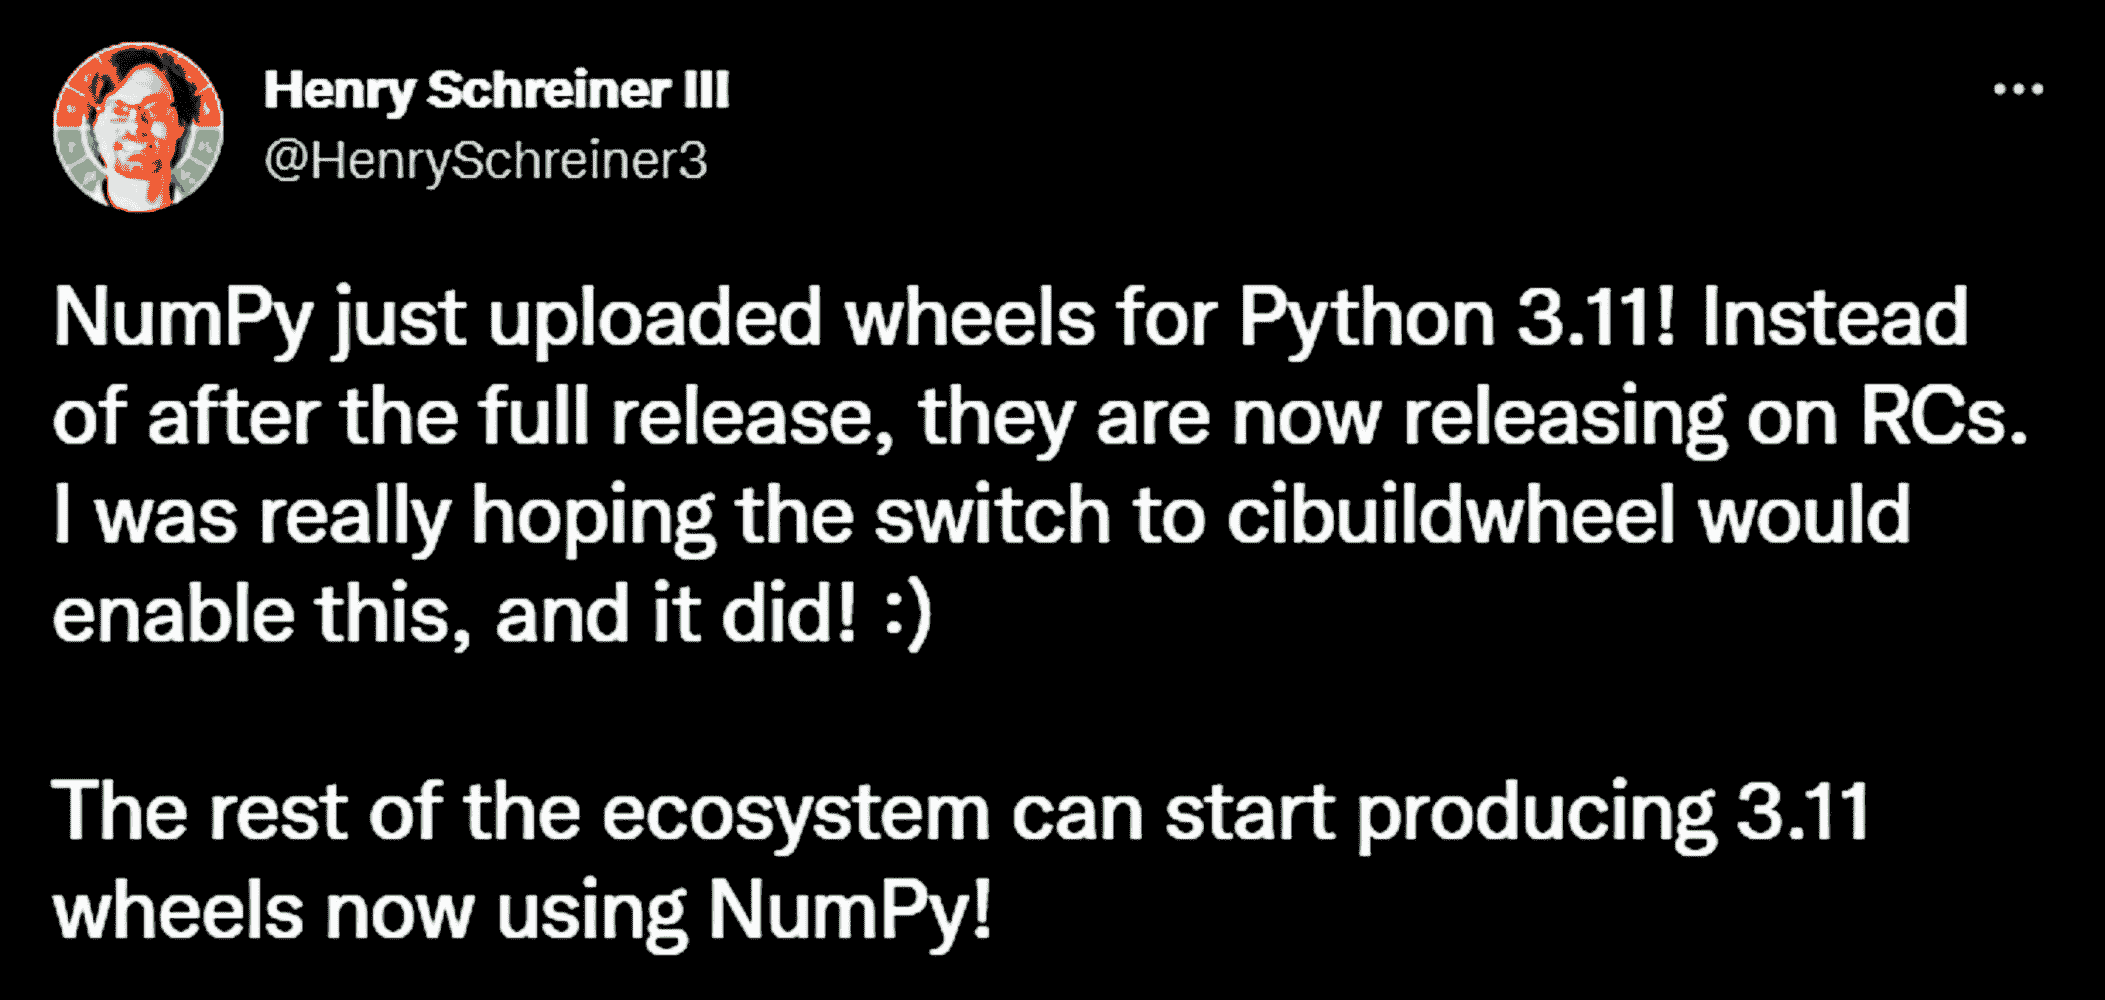 Henry Schreiner III
@HenrySchreiner3
NumPy just uploaded wheels for Python 3.11! Instead
of after the full release, they are now releasing on RCs.
I was really hoping the switch to cibuildwheel would
enable this, and it did! :)
The rest of the ecosystem can start producing 3.11
wheels now using NumPy!